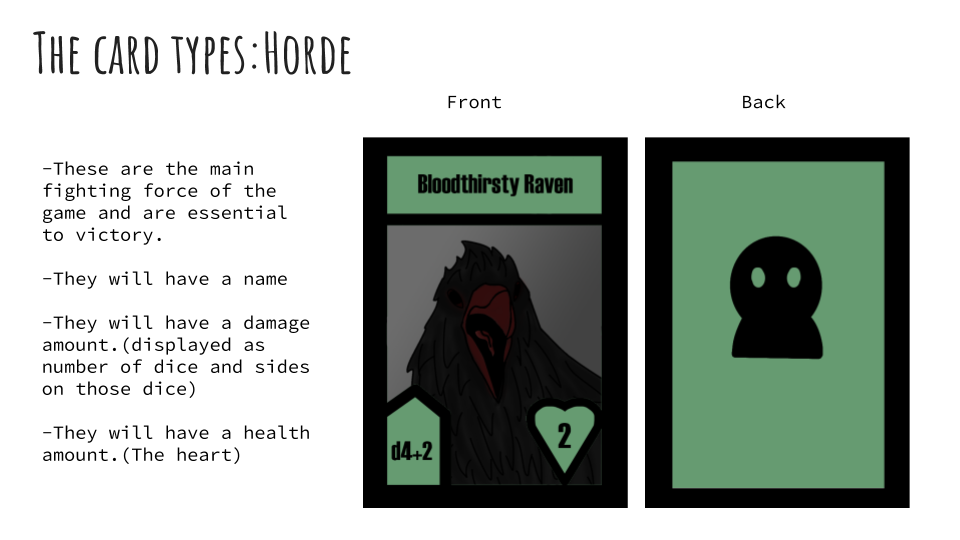 The card types:Horde
Front
Back
-These are the main
fighting force of the
game and are essential
to victory.
-They will have a name
-They will have a damage
amount.(displayed as
number of dice and sides
on those dice)
-They will have a health
amount.(The heart)
Bloodthirsty Raven
d4+2
2